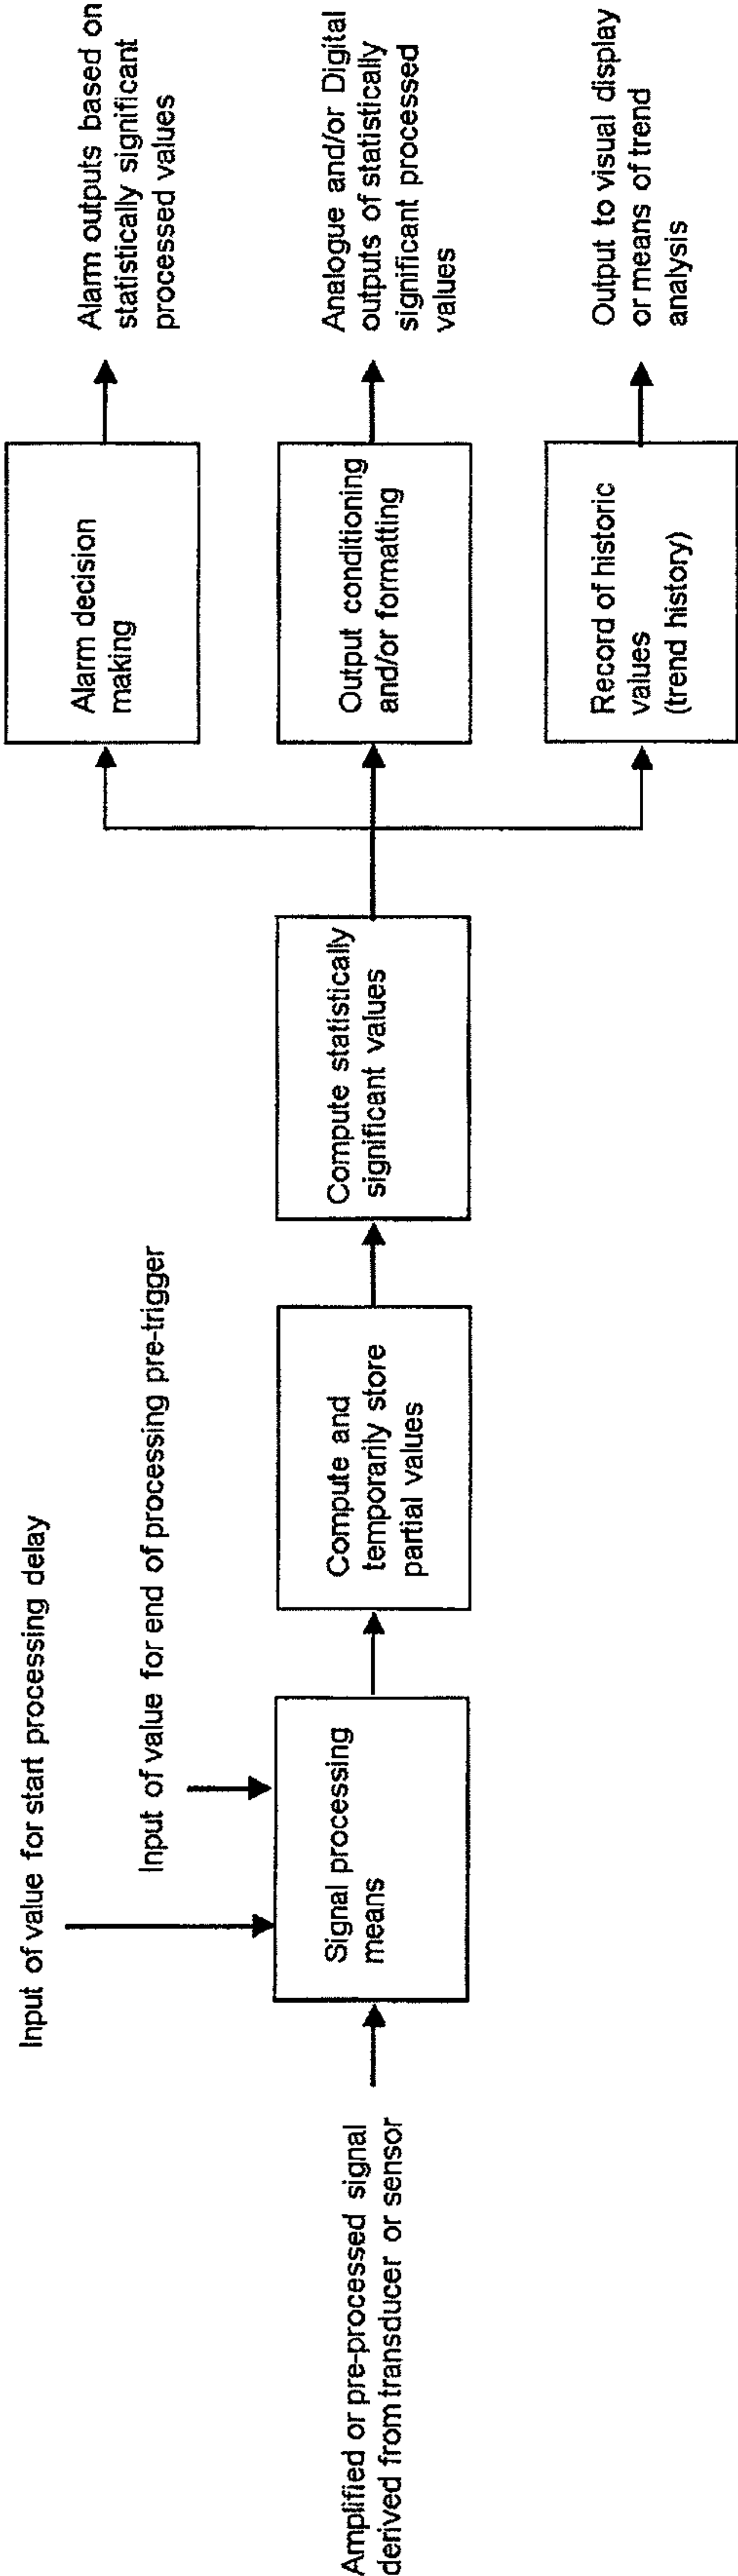 Input of value for start processing delay
Input of value for end of processing pre-trigger
Amplified or pre-processed signal
derived from transducer or sensor
Signal processing
means
Compute and
temporarily store
partial values
Compute statistically
significant values
Alarm decision
making
Alarm outputs based on
statistically significant
processed values
Output conditioning
and/or formatting
Analogue and/or Digital
outputs of statistically
significant processed
values
Record of historic
values
(trend history)
Output to visual display
or means of trend
analysis